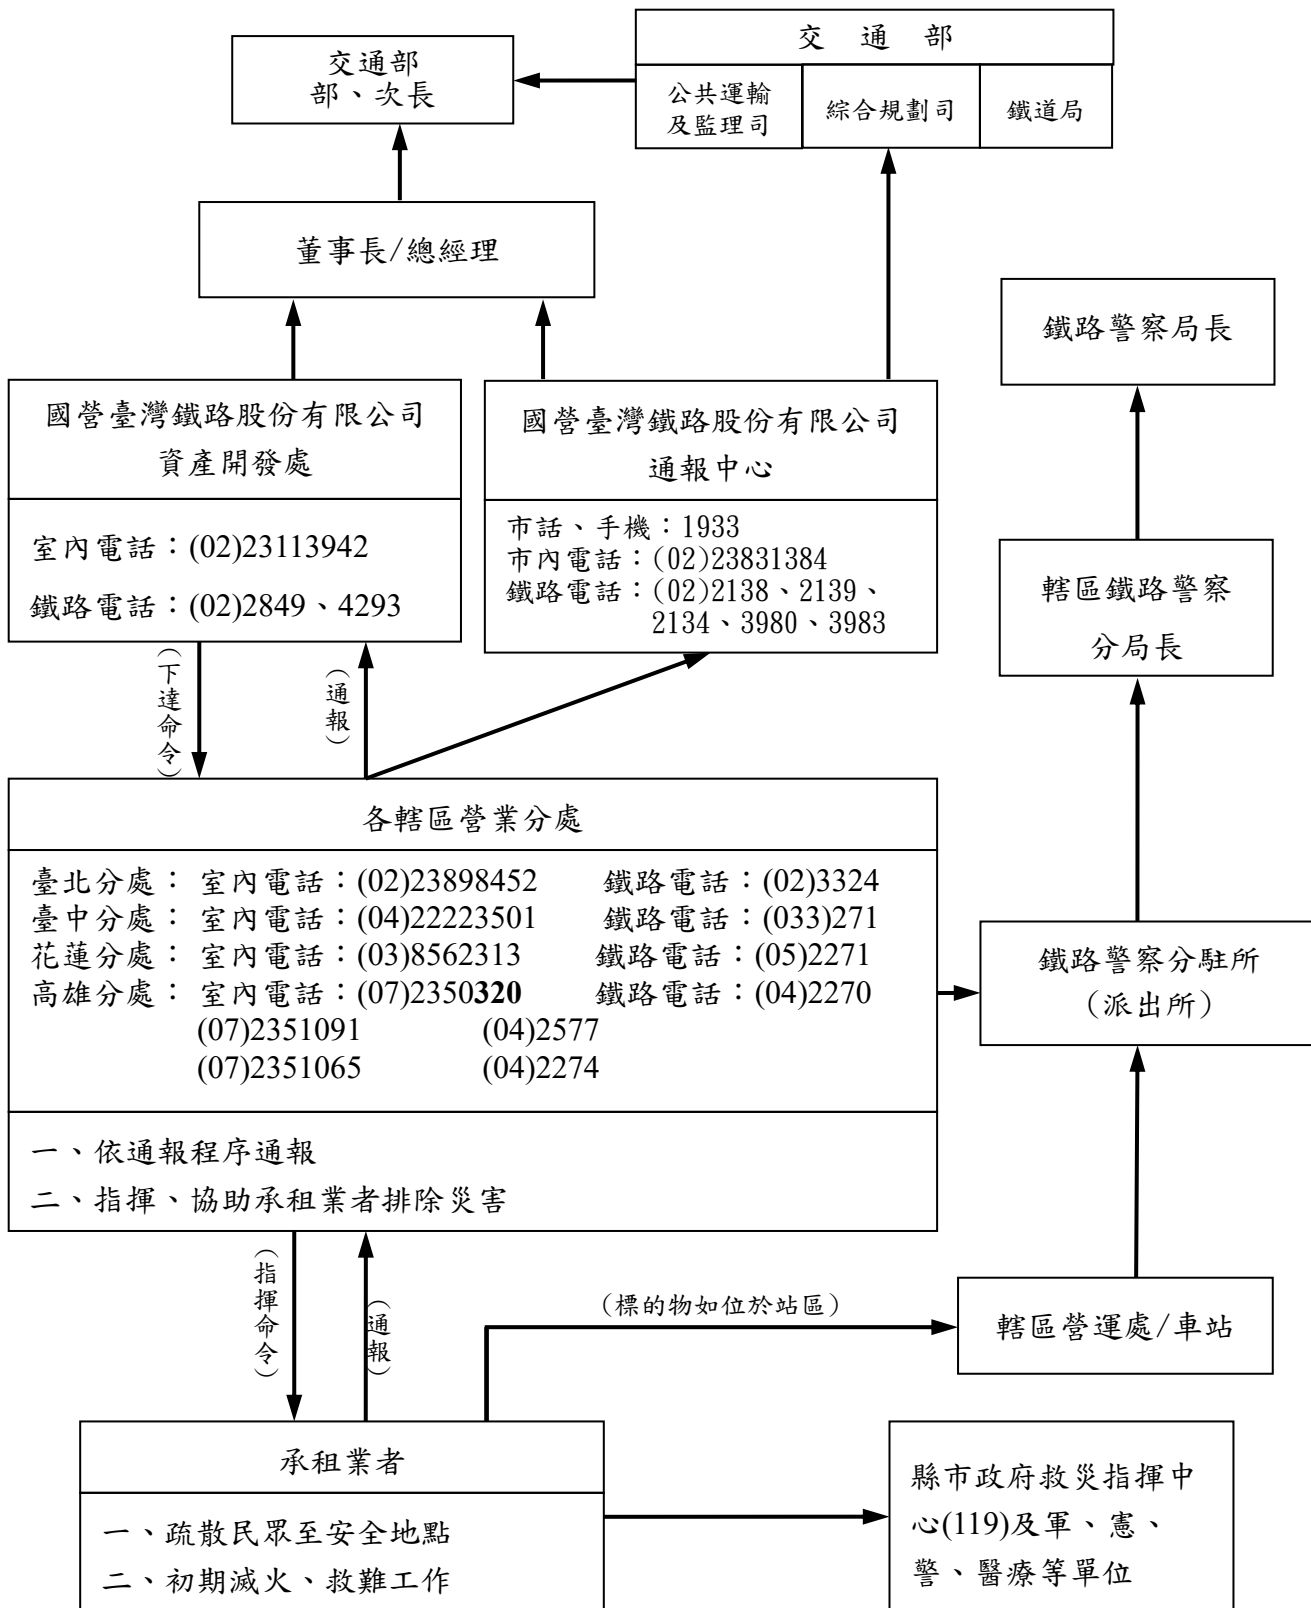 交通部
公共運輸
及監理司
綜合規劃司
鐵道局
交通部
部、次長
董事長/總經理
鐵路警察局長
國營臺灣鐵路股份有限公司
資產開發處
室內電話：(02)23113942
鐵路電話：(02)2849、4293
國營臺灣鐵路股份有限公司
通報中心
市話、手機：1933
市內電話：(02)23831384
鐵路電話：(02)2138、2139、
2134、3980、3983
轄區鐵路警察
分局長
(下達命令)
(通報)
各轄區營業分處
臺北分處： 室內電話：(02)23898452 鐵路電話：(02)3324
臺中分處： 室內電話：(04)22223501 鐵路電話：(033)271
花蓮分處： 室內電話：(03)8562313 鐵路電話：(05)2271
高雄分處： 室內電話：(07)2350320 鐵路電話：(04)2270
(07)2351091 (04)2577
(07)2351065 (04)2274
一、依通報程序通報
二、指揮、協助承租業者排除災害
鐵路警察分駐所
(派出所)
(指揮命令)
(通報)
(標的物如位於站區)
轄區營運處/車站
承租業者
一、疏散民眾至安全地點
二、初期滅火、救難工作
縣市政府救災指揮中
心(119)及軍、憲、
警、醫療等單位